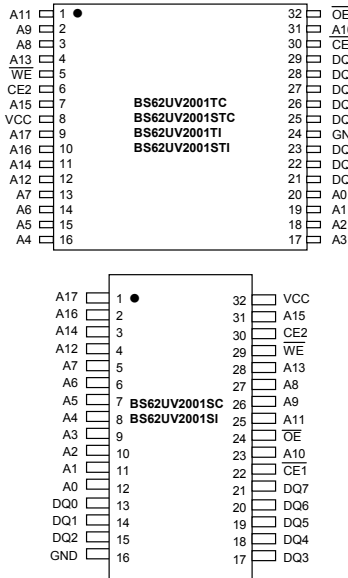 A11 1 32 OE
A9 2 31 A10
A8 3 30 CE
A13 4 29 DQ
WE 5 28 DQ
CE2 6 27 DQ
A15 7 26 DQ
VCC 8 25 DQ
A17 9 24 GN
A16 10 23 DQ
A14 11 22 DQ
A12 12 21 DQ
A7 13 20 A0
A6 14 19 A1
A5 15 18 A2
A4 16 17 A3
BS62UV2001TC
BS62UV2001STC
BS62UV2001TI
BS62UV2001STI
A17 1 32 VCC
A16 2 31 A15
A14 3 30 CE2
A12 4 29 WE
A7 5 28 A13
A6 6 27 A8
A5 7 26 A9
A4 8 25 A11
A3 9 24 OE
A2 10 23 A10
A1 11 22 CE1
A0 12 21 DQ7
DQ0 13 20 DQ6
DQ1 14 19 DQ5
DQ2 15 18 DQ4
GND 16 17 DQ3
BS62UV2001SC
BS62UV2001SI